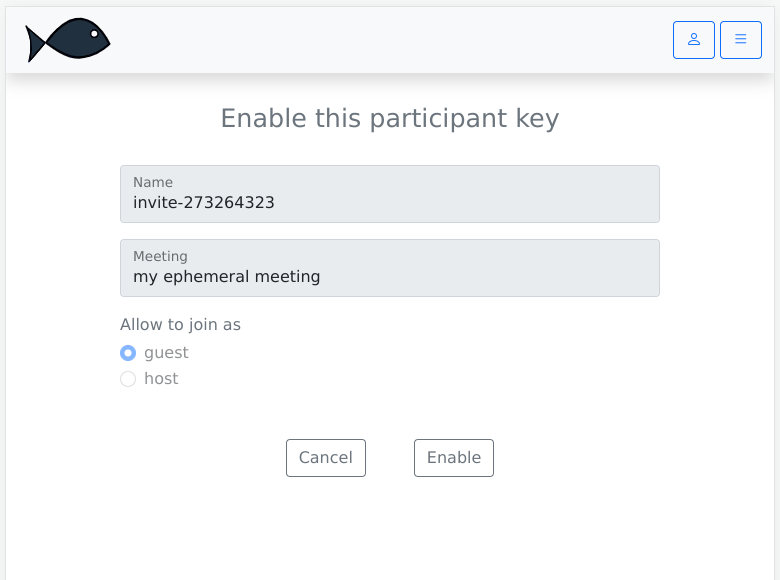 Enable this participant key
Name
invite-273264323
Meeting
my ephemeral meeting
Allow to join as
guest
host
Cancel
Enable